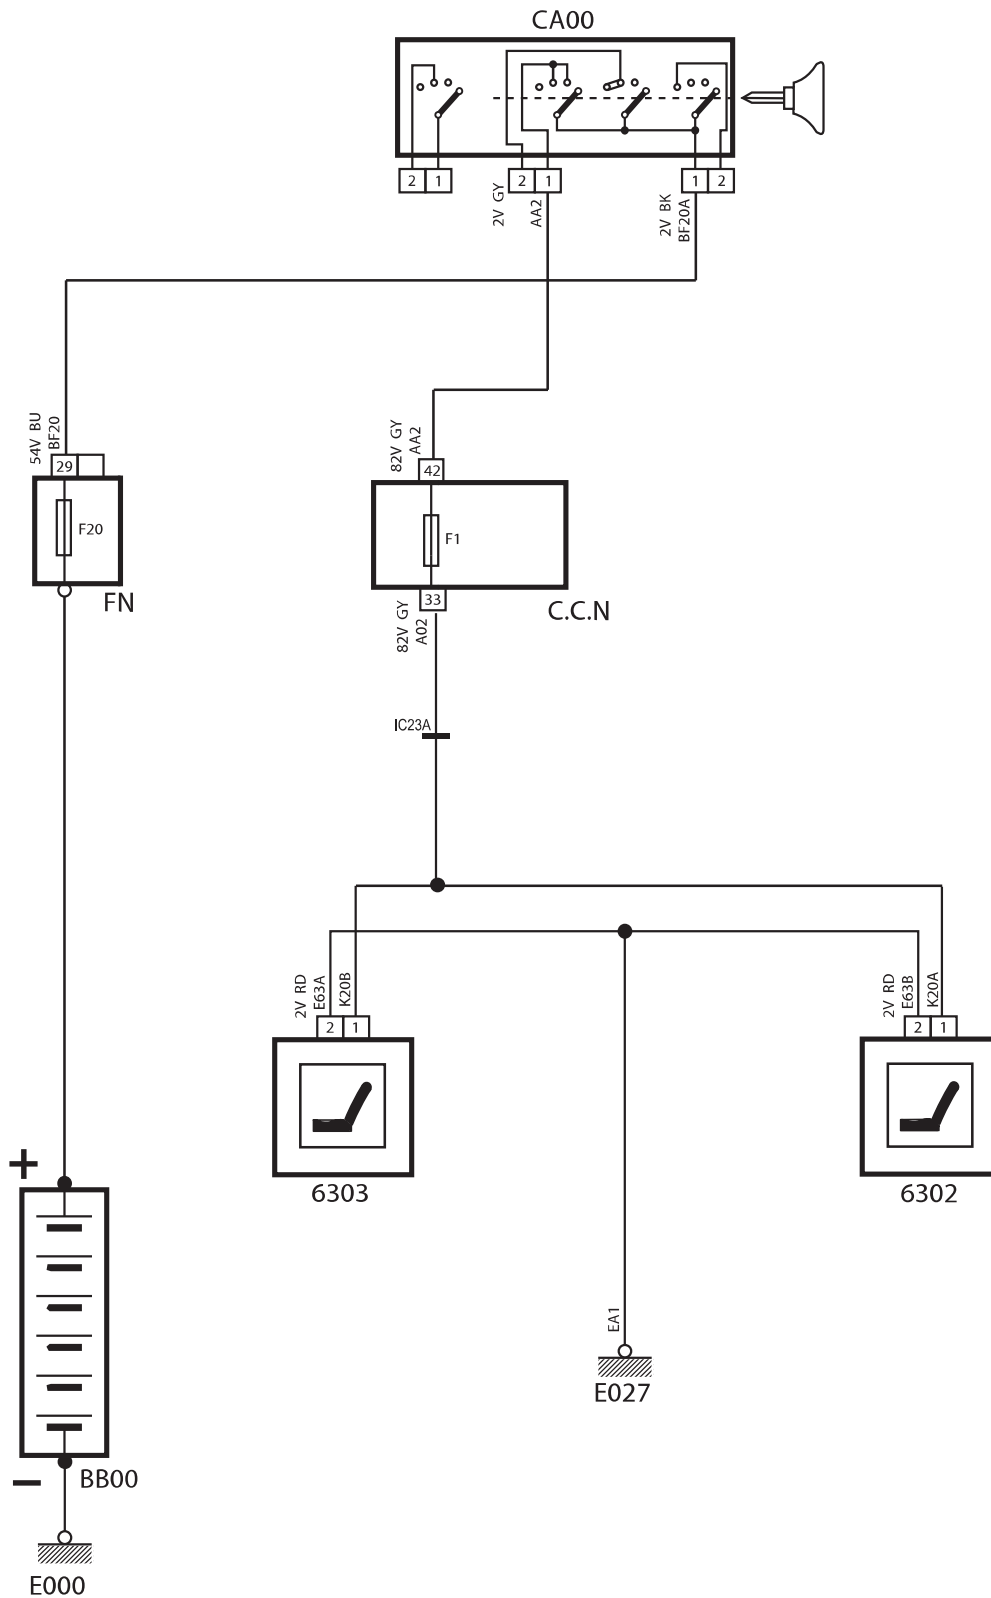 CA00
2 1
2 1
1 2
2V GY
AA2
2V BK
BF20A
54V BU
BF20
29
F20
FN
82V GY
AA2
42
F1
33
C.C.N
82V GY
A02
IC23A
2V RD
E63A
K20B
2 1
6303
2V RD
E63B
K20A
2 1
6302
+
BB00
−
E000
EA1
E027